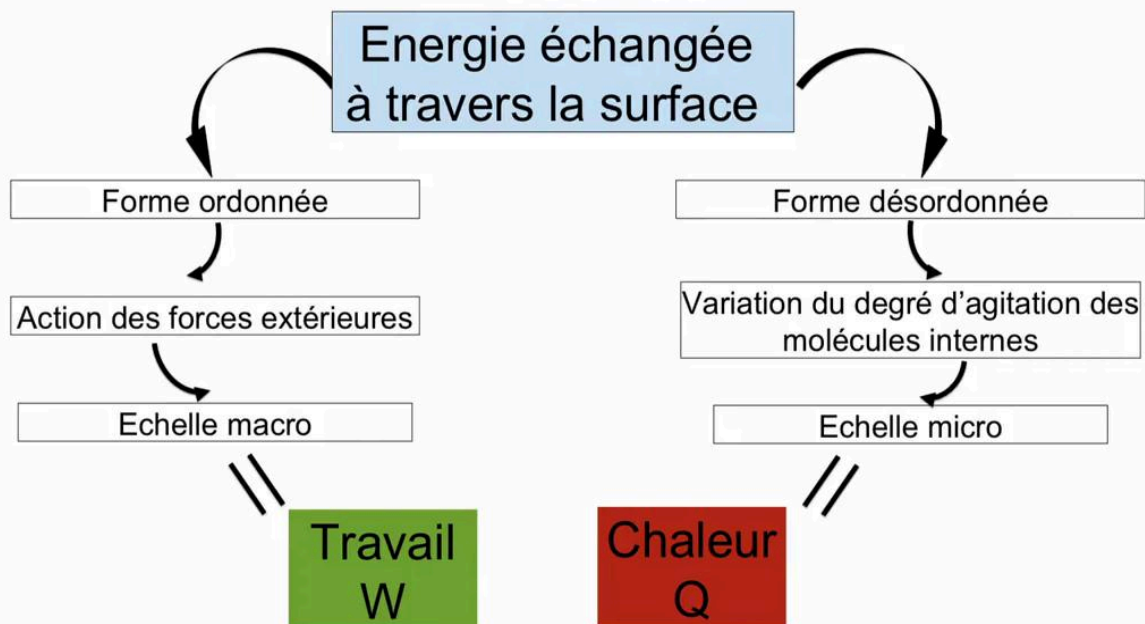 Energie échangée
à travers la surface
Forme ordonnée
Forme désordonnée
Action des forces extérieures
Variation du degré d’agitation des
molécules internes
Echelle macro
Echelle micro
Travail
W
Chaleur
Q